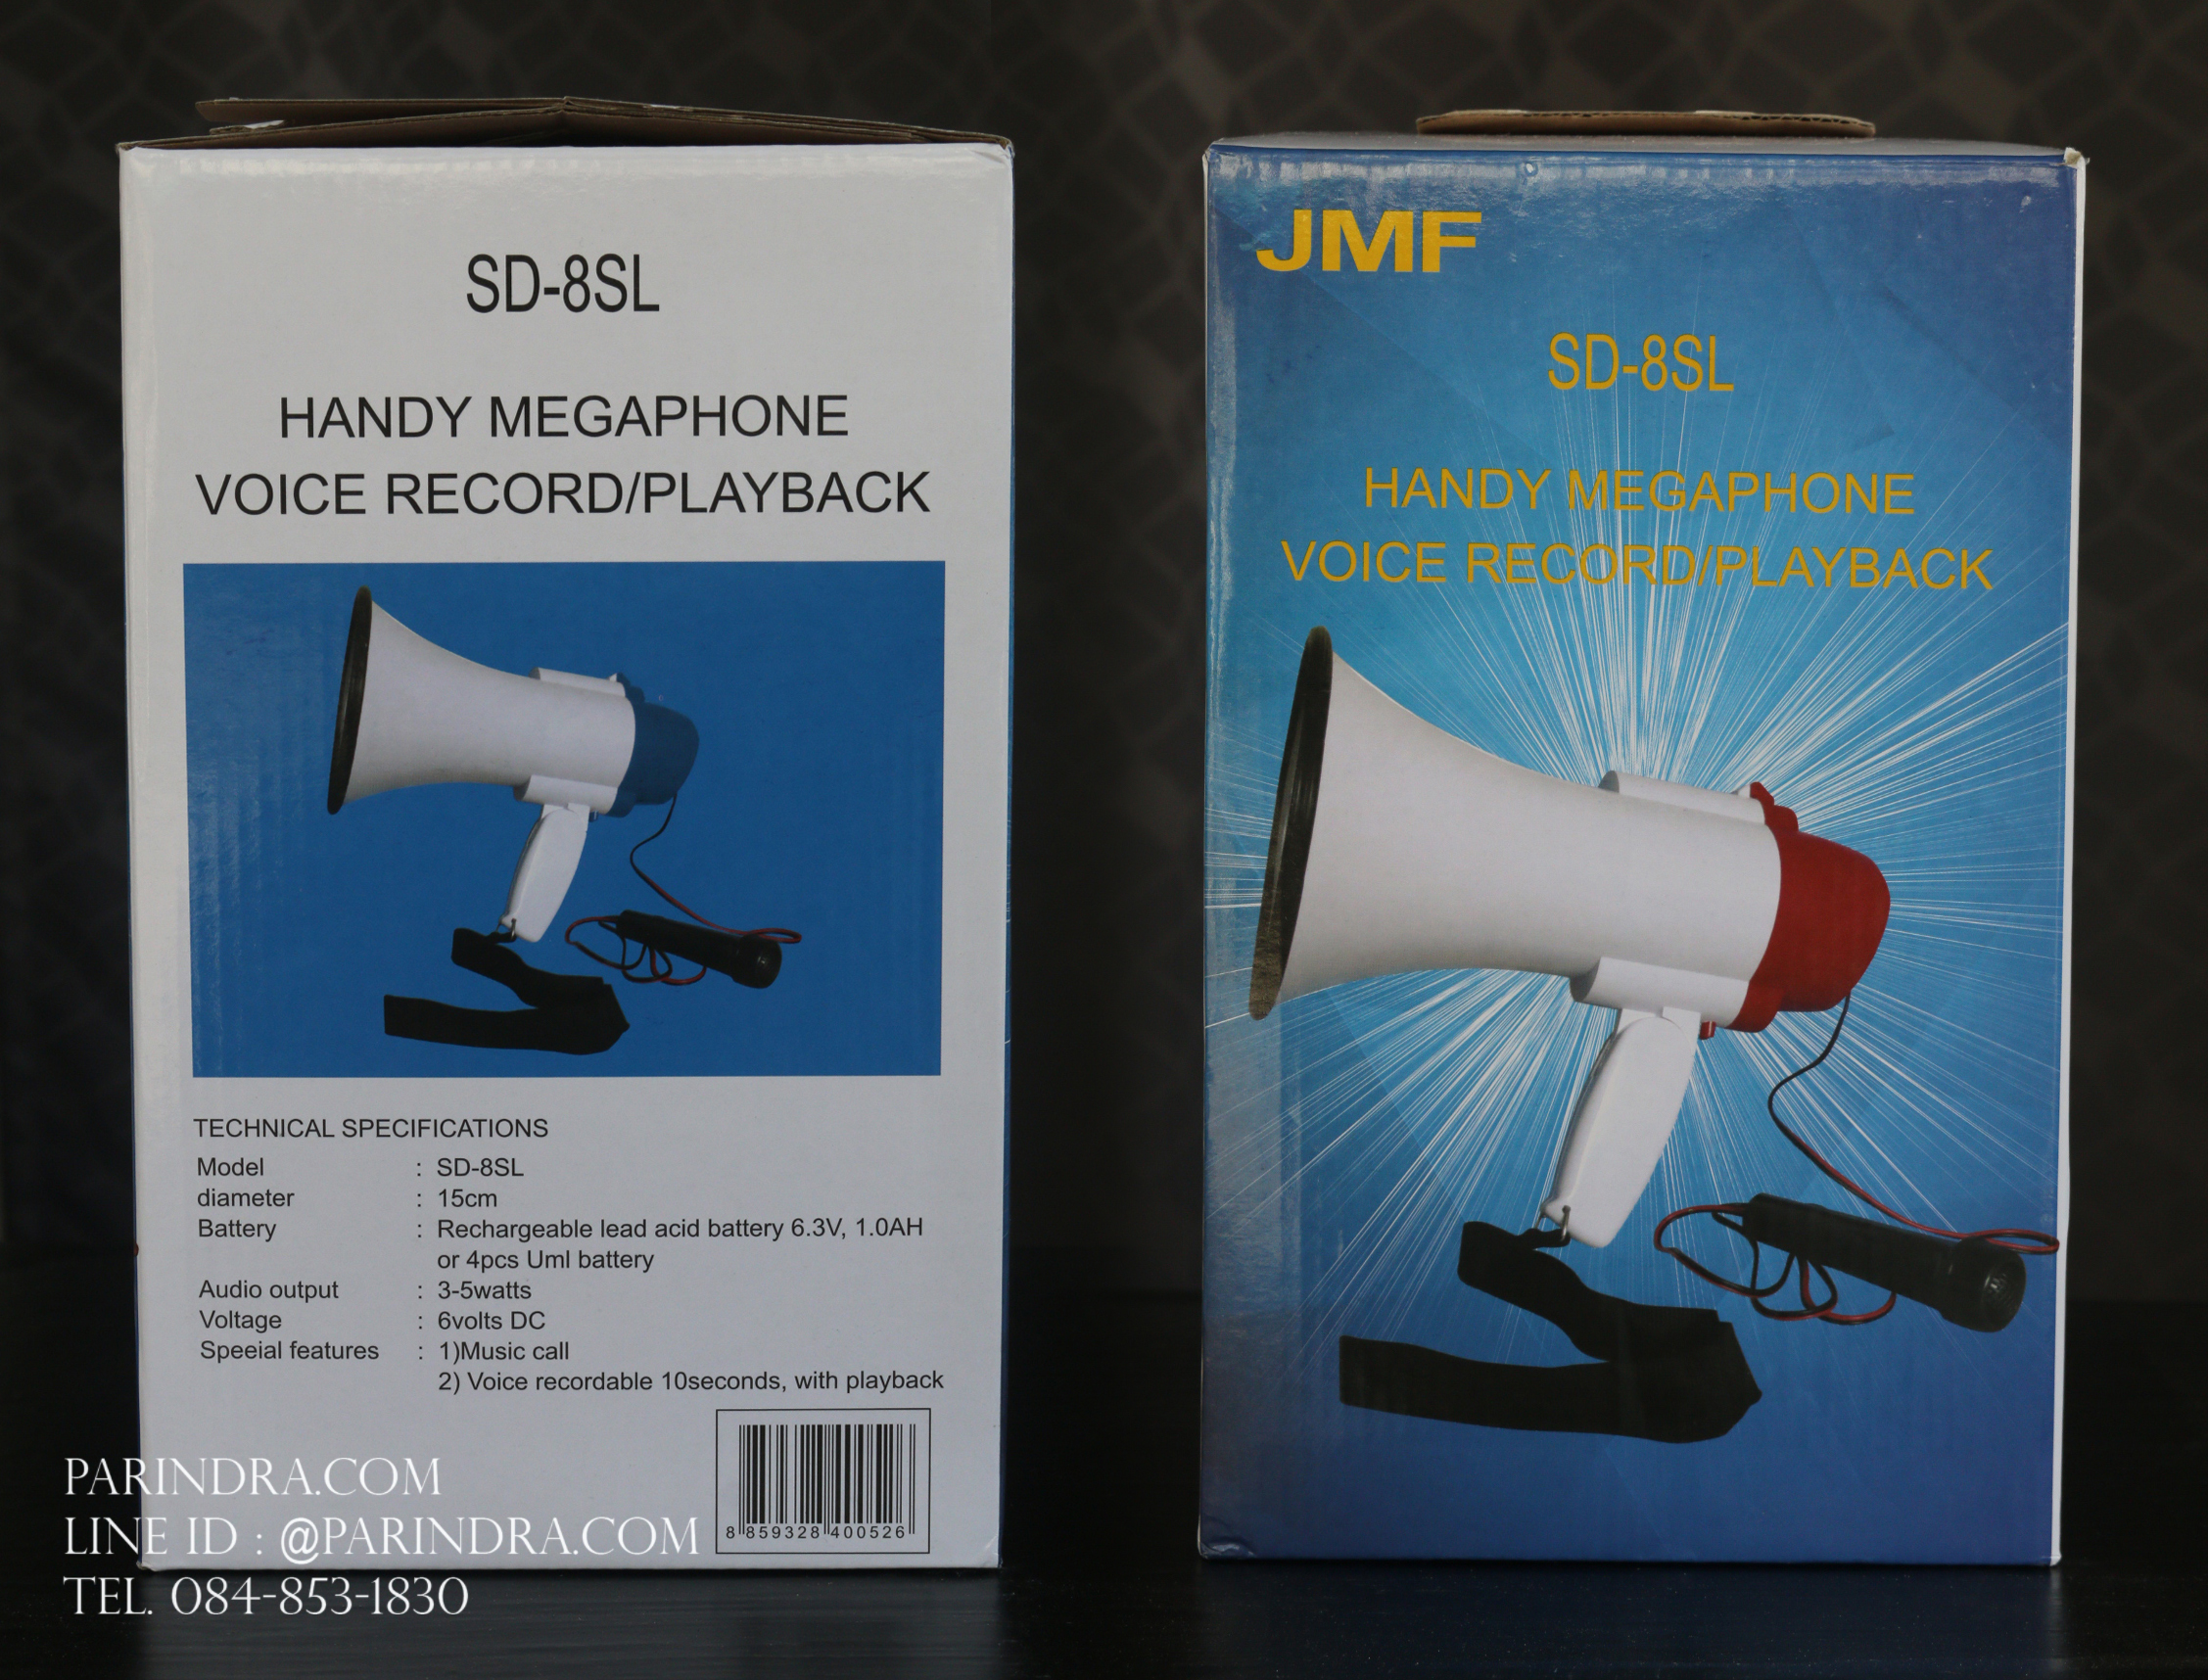 SD-8SL
HANDY MEGAPHONE
VOICE RECORD/PLAYBACK
TECHNICAL SPECIFICATIONS
Model : SD-8SL
diameter : 15cm
Battery : Rechargeable lead acid battery 6.3V, 1.0AH
or 4pcs Uml battery
Audio output : 3-5watts
Voltage : 6volts DC
Speeial features : 1)Music call
2) Voice recordable 10seconds, with playback
8 859328 400526
JMF
SD-8SL
HANDY MEGAPHONE
VOICE RECORD/PLAYBACK
PARINDRA.COM
LINE ID : @PARINDRA.COM
TEL. 084-853-1830